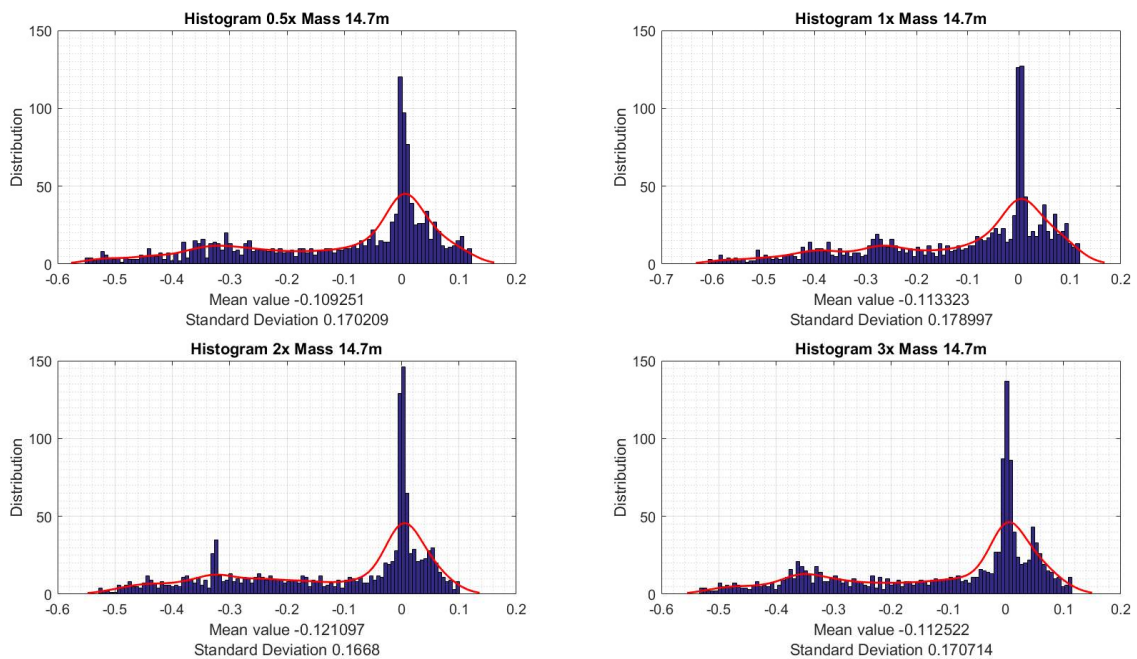 Histogram 0.5x Mass 14.7m
150
100
50
0
Distribution
-0.6 -0.5 -0.4 -0.3 -0.2 -0.1 0 0.1 0.2
Mean value -0.109251
Standard Deviation 0.170209
Histogram 1x Mass 14.7m
150
100
50
0
Distribution
-0.7 -0.6 -0.5 -0.4 -0.3 -0.2 -0.1 0 0.1 0.2
Mean value -0.113323
Standard Deviation 0.178997
Histogram 2x Mass 14.7m
150
100
50
0
Distribution
-0.6 -0.5 -0.4 -0.3 -0.2 -0.1 0 0.1 0.2
Mean value -0.121097
Standard Deviation 0.1668
Histogram 3x Mass 14.7m
150
100
50
0
Distribution
-0.6 -0.5 -0.4 -0.3 -0.2 -0.1 0 0.1 0.2
Mean value -0.112522
Standard Deviation 0.170714